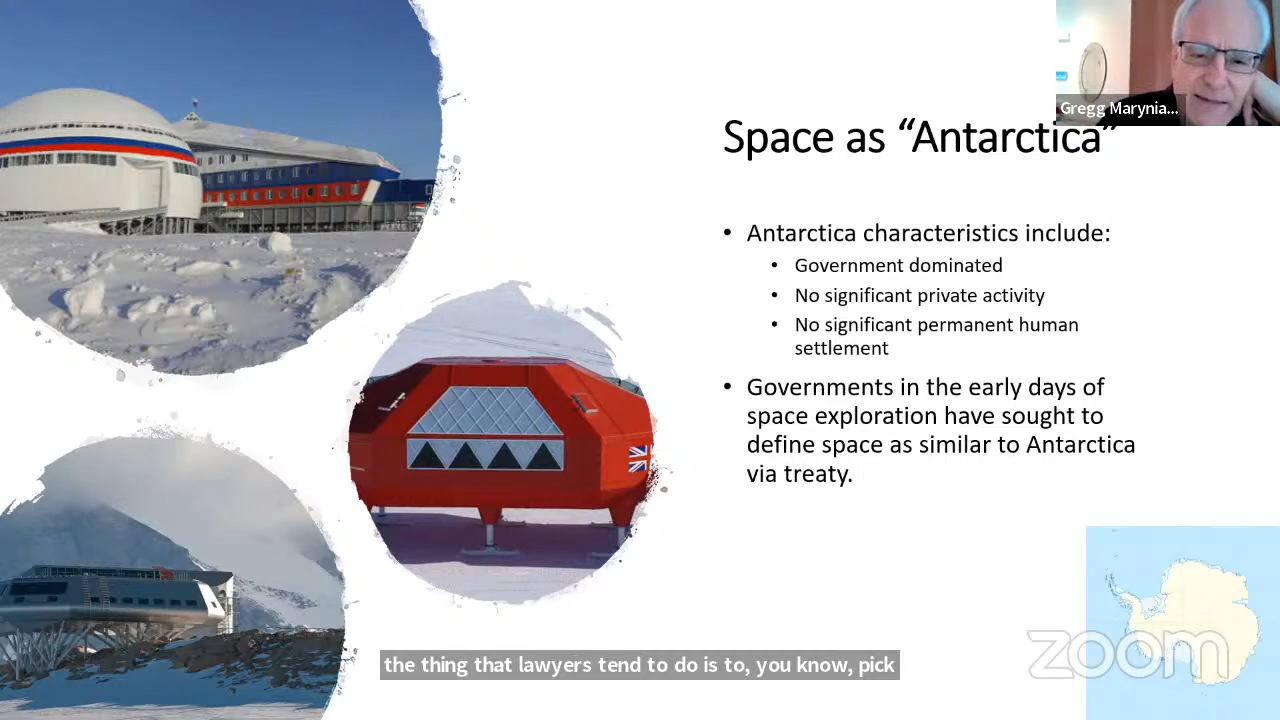 Gregg Marynia...
Space as “Antarctica”
• Antarctica characteristics include:
• Government dominated
• No significant private activity
• No significant permanent human
settlement
• Governments in the early days of
space exploration have sought to
define space as similar to Antarctica
via treaty.
the thing that lawyers tend to do is to, you know, pick
zoom